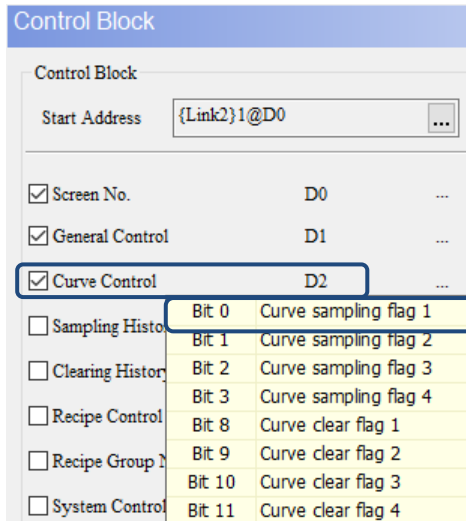 Control Block
Control Block
Start Address {Link2}1@D0 ...
Screen No. D0 ...
General Control D1 ...
Curve Control D2 ...
Sampling Histo
Clearing History
Recipe Control
Recipe Group N
System Control
Bit 0 Curve sampling flag 1
Bit 1 Curve sampling flag 2
Bit 2 Curve sampling flag 3
Bit 3 Curve sampling flag 4
Bit 8 Curve clear flag 1
Bit 9 Curve clear flag 2
Bit 10 Curve clear flag 3
Bit 11 Curve clear flag 4